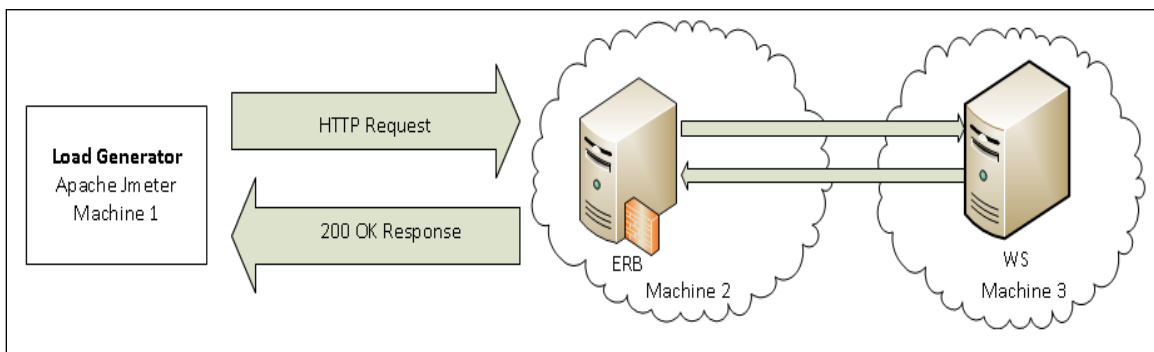 Load Generator
Apache Jmeter
Machine 1
HTTP Request
200 OK Response
ERB
Machine 2
WS
Machine 3